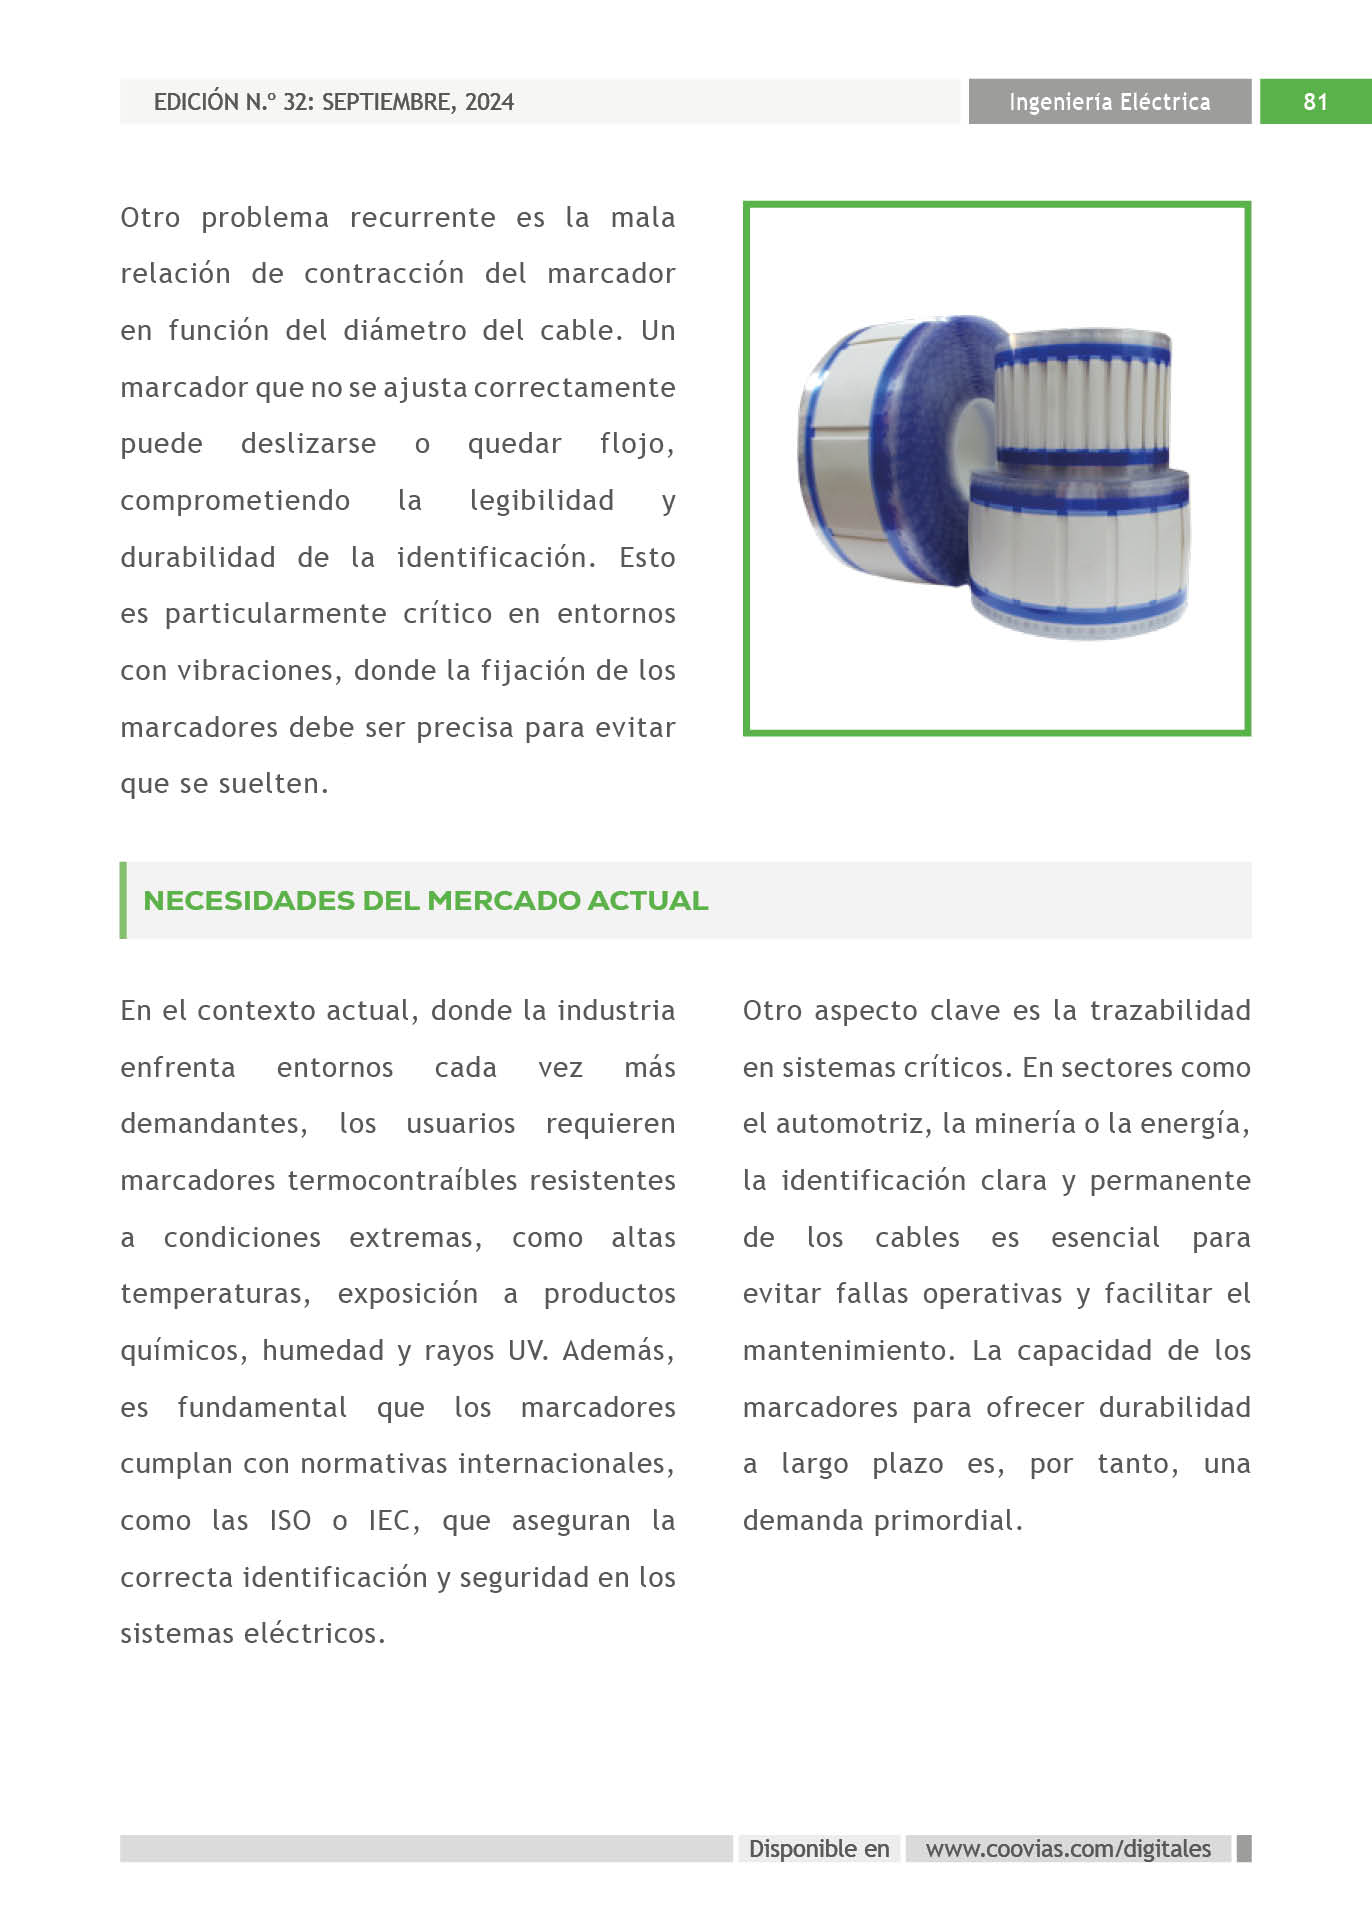 EDICIÓN N.º 32: SEPTIEMBRE, 2024
Ingeniería Eléctrica
81
Otro problema recurrente es la mala
relación de contracción del marcador
en función del diámetro del cable. Un
marcador que no se ajusta correctamente
puede deslizarse o quedar flojo,
comprometiendo la legibilidad y
durabilidad de la identificación. Esto
es particularmente crítico en entornos
con vibraciones, donde la fijación de los
marcadores debe ser precisa para evitar
que se suelten.
NECESIDADES DEL MERCADO ACTUAL
En el contexto actual, donde la industria
enfrenta entornos cada vez más
demandantes, los usuarios requieren
marcadores termocontraíbles resistentes
a condiciones extremas, como altas
temperaturas, exposición a productos
químicos, humedad y rayos UV. Además,
es fundamental que los marcadores
cumplan con normativas internacionales,
como las ISO o IEC, que aseguran la
correcta identificación y seguridad en los
sistemas eléctricos.
Otro aspecto clave es la trazabilidad
en sistemas críticos. En sectores como
el automotriz, la minería o la energía,
la identificación clara y permanente
de los cables es esencial para
evitar fallas operativas y facilitar el
mantenimiento. La capacidad de los
marcadores para ofrecer durabilidad
a largo plazo es, por tanto, una
demanda primordial.
Disponible en
www.coovias.com/digitales